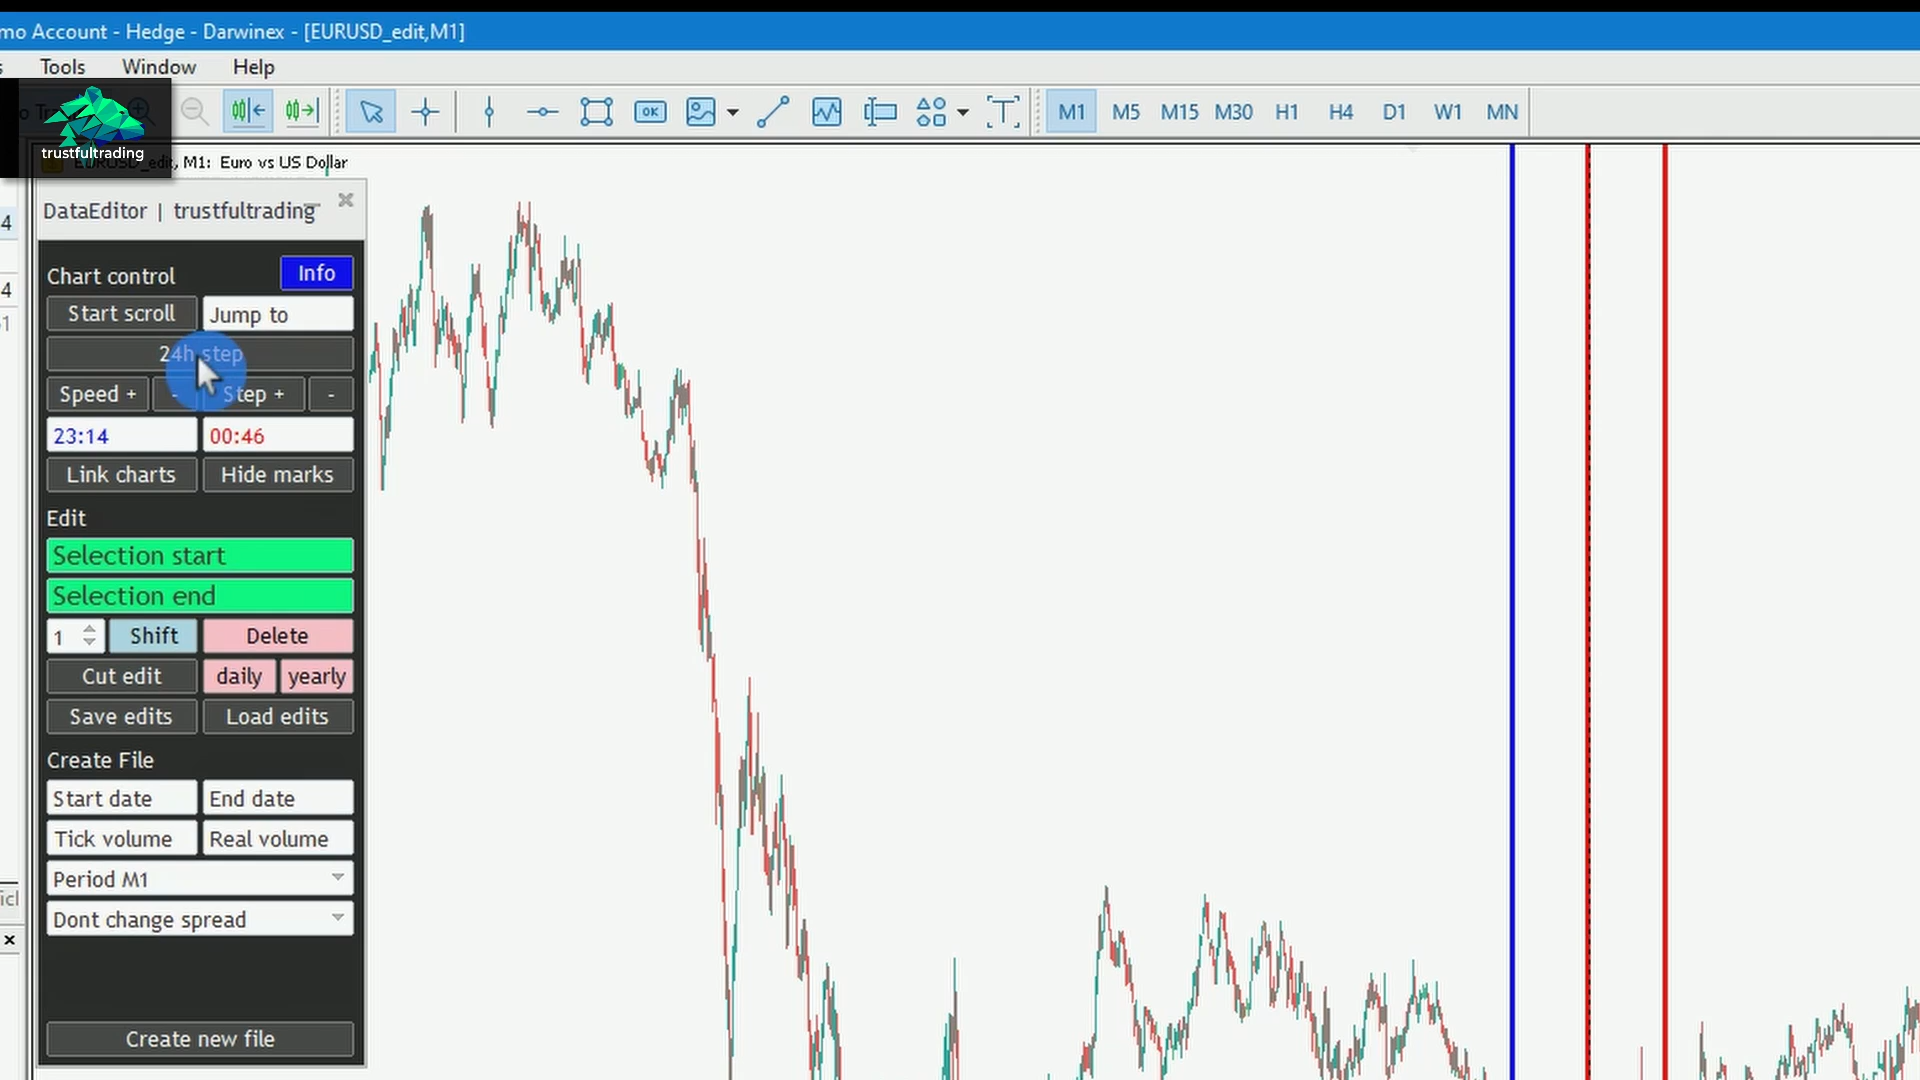 mo Account - Hedge - Darwinex - [EURUSD_edit,M1]
Tools Window Help
OK M1 M5 M15 M30 H1 H4 D1 W1 MN
trustfultrading
EURUSD_edit, M1: Euro vs US Dollar
DataEditor | trustfultrading
4
Chart control Info
4
Start scroll Jump to
24h step
Speed + - Step + -
23:14 00:46
Link charts Hide marks
Edit
Selection start
Selection end
1 Shift Delete
Cut edit daily yearly
Save edits Load edits
Create File
Start date End date
Tick volume Real volume
Period M1
Dont change spread
Create new file